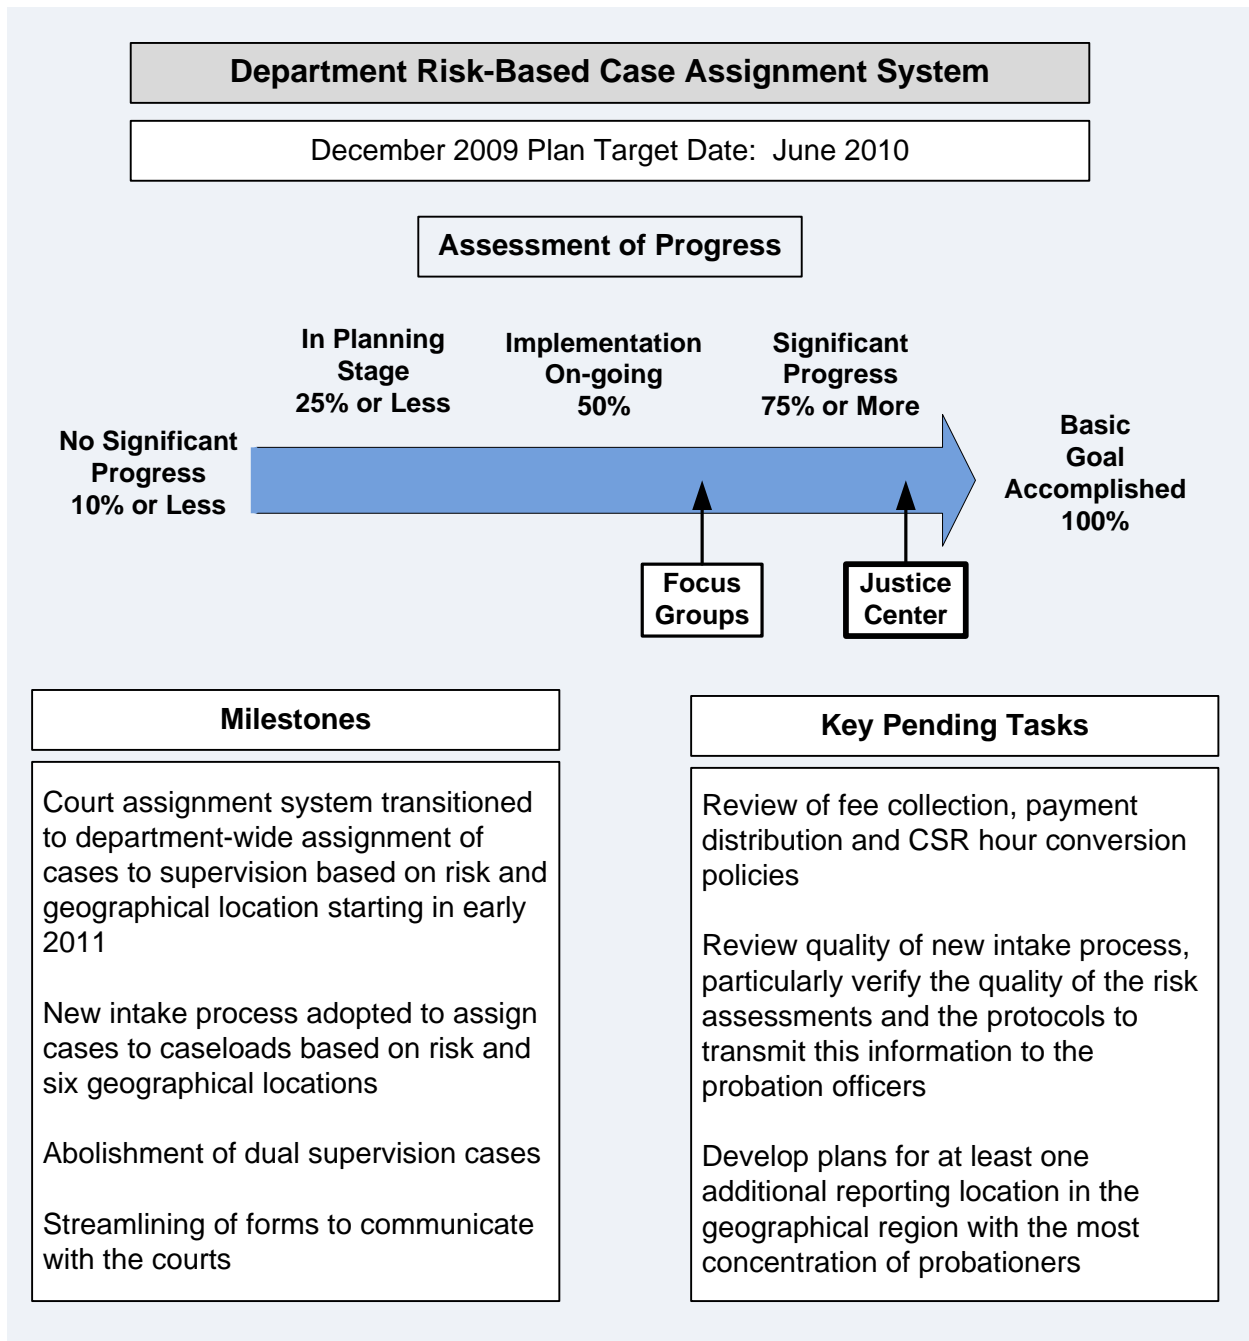 Department Risk-Based Case Assignment System
December 2009 Plan Target Date:  June 2010
Assessment of Progress
No Significant
Progress
10% or Less
In Planning
Stage
25% or Less
Implementation
On-going
50%
Significant
Progress
75% or More
Basic
Goal
Accomplished
100%
Focus
Groups
Justice
Center
Milestones
Court assignment system transitioned
to department-wide assignment of
cases to supervision based on risk and
geographical location starting in early
2011
New intake process adopted to assign
cases to caseloads based on risk and
six geographical locations
Abolishment of dual supervision cases
Streamlining of forms to communicate
with the courts
Key Pending Tasks
Review of fee collection, payment
distribution and CSR hour conversion
policies
Review quality of new intake process,
particularly verify the quality of the risk
assessments and the protocols to
transmit this information to the
probation officers
Develop plans for at least one
additional reporting location in the
geographical region with the most
concentration of probationers